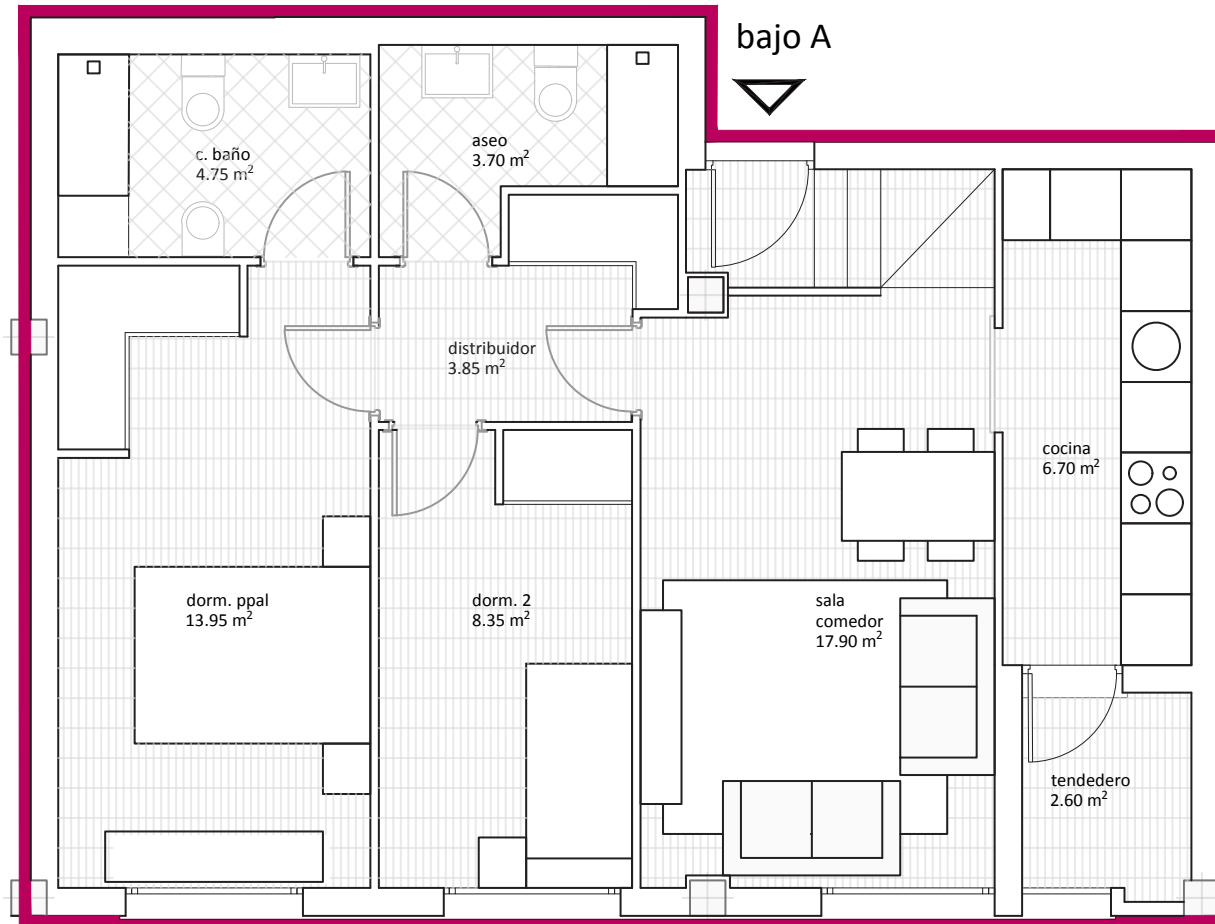 bajo A
c. baño
4.75 m²
aseo
3.70 m²
distribuidor
3.85 m²
cocina
6.70 m²
dorm. ppal
13.95 m²
dorm. 2
8.35 m²
sala
comedor
17.90 m²
tendedero
2.60 m²